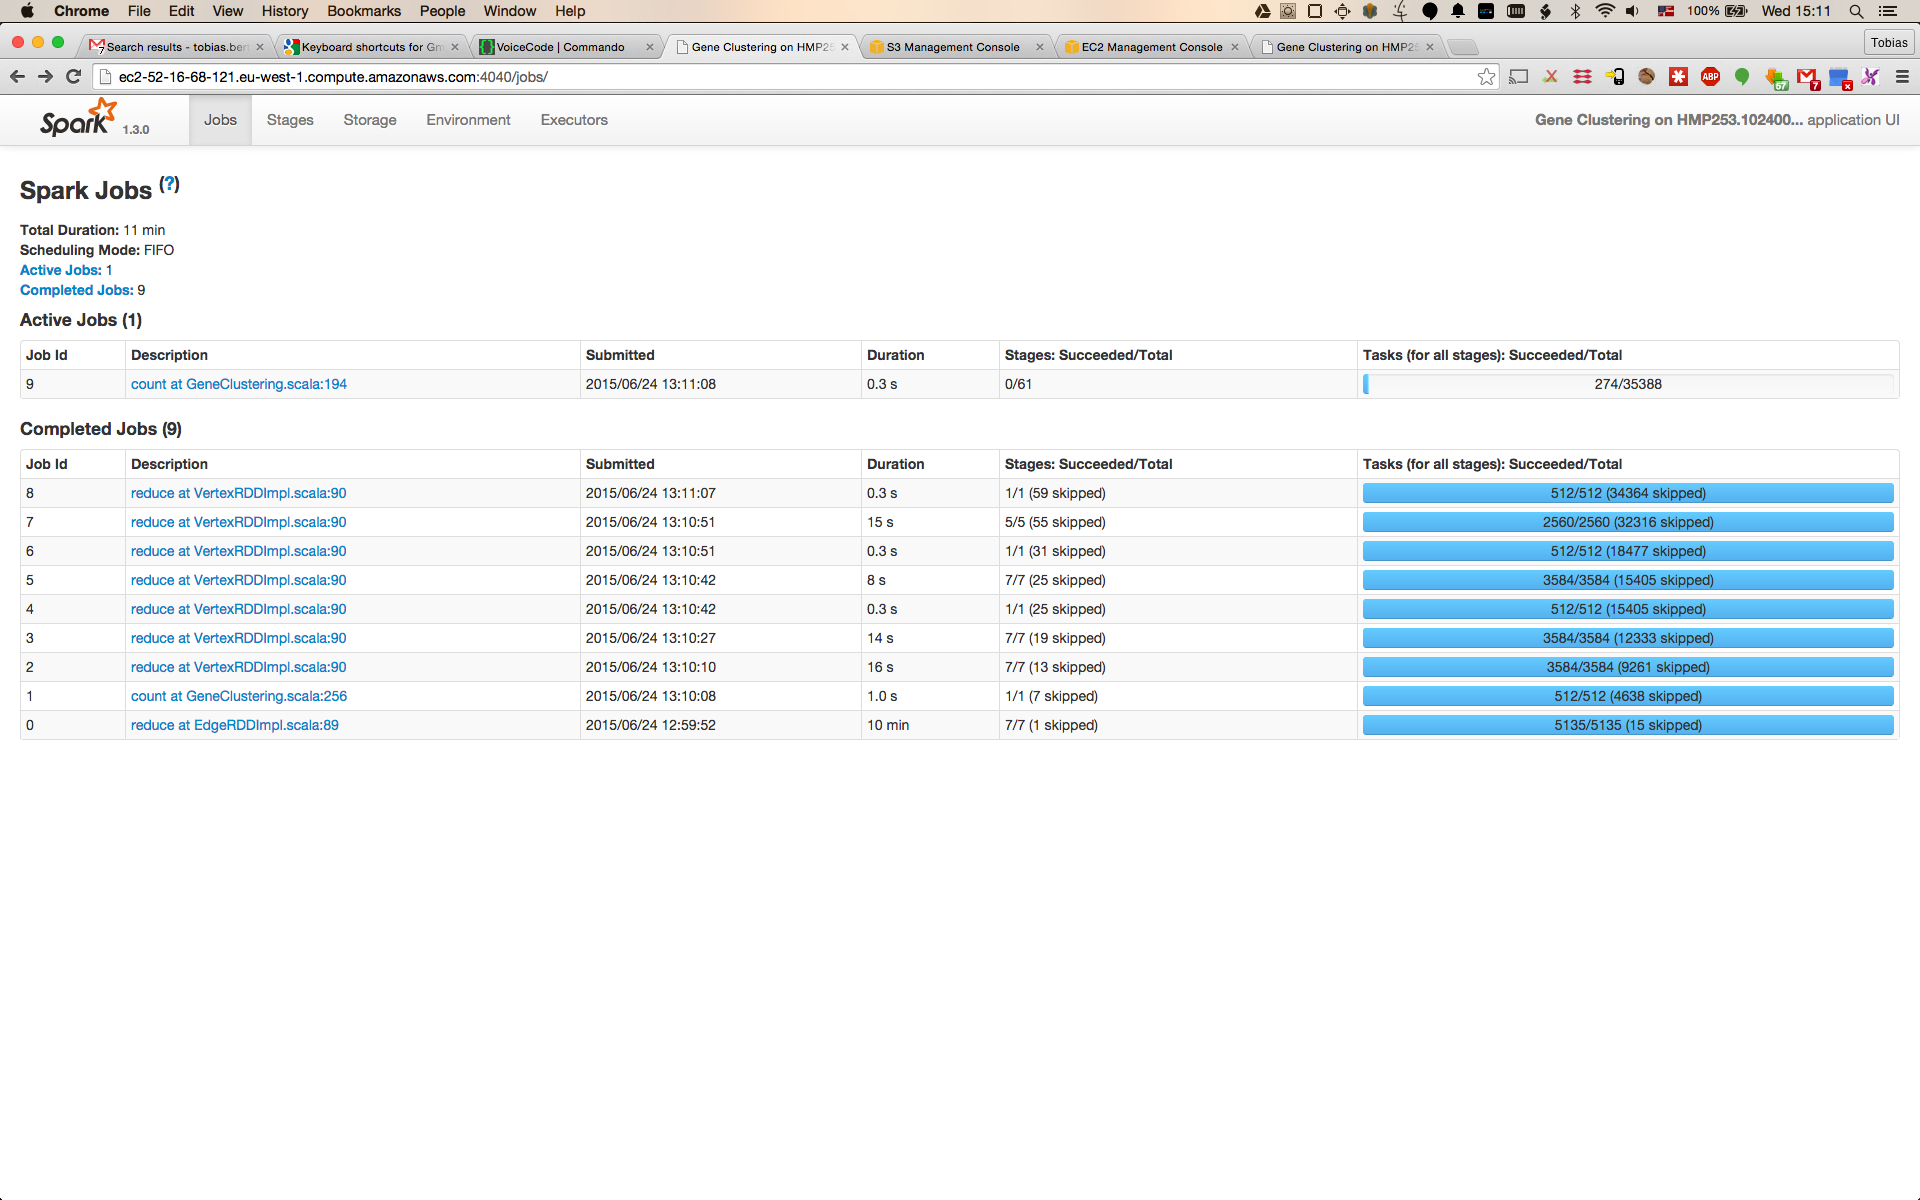 Chrome File Edit View History Bookmarks People Window Help 100% Wed 15:11
Search results - tobias.ber Keyboard shortcuts for Gm VoiceCode | Commando Gene Clustering on HMP25 S3 Management Console EC2 Management Console Gene Clustering on HMP25 Tobias
ec2-52-16-68-121.eu-west-1.compute.amazonaws.com:4040/jobs/ ABP 67 7
Spark 1.3.0 Jobs Stages Storage Environment Executors Gene Clustering on HMP253.102400... application UI
Spark Jobs (?)
Total Duration: 11 min
Scheduling Mode: FIFO
Active Jobs: 1
Completed Jobs: 9
Active Jobs (1)
Job Id Description Submitted Duration Stages: Succeeded/Total Tasks (for all stages): Succeeded/Total
9 count at GeneClustering.scala:194 2015/06/24 13:11:08 0.3 s 0/61 274/35388
Completed Jobs (9)
Job Id Description Submitted Duration Stages: Succeeded/Total Tasks (for all stages): Succeeded/Total
8 reduce at VertexRDDImpl.scala:90 2015/06/24 13:11:07 0.3 s 1/1 (59 skipped) 512/512 (34364 skipped)
7 reduce at VertexRDDImpl.scala:90 2015/06/24 13:10:51 15 s 5/5 (55 skipped) 2560/2560 (32316 skipped)
6 reduce at VertexRDDImpl.scala:90 2015/06/24 13:10:51 0.3 s 1/1 (31 skipped) 512/512 (18477 skipped)
5 reduce at VertexRDDImpl.scala:90 2015/06/24 13:10:42 8 s 7/7 (25 skipped) 3584/3584 (15405 skipped)
4 reduce at VertexRDDImpl.scala:90 2015/06/24 13:10:42 0.3 s 1/1 (25 skipped) 512/512 (15405 skipped)
3 reduce at VertexRDDImpl.scala:90 2015/06/24 13:10:27 14 s 7/7 (19 skipped) 3584/3584 (12333 skipped)
2 reduce at VertexRDDImpl.scala:90 2015/06/24 13:10:10 16 s 7/7 (13 skipped) 3584/3584 (9261 skipped)
1 count at GeneClustering.scala:256 2015/06/24 13:10:08 1.0 s 1/1 (7 skipped) 512/512 (4638 skipped)
0 reduce at EdgeRDDImpl.scala:89 2015/06/24 12:59:52 10 min 7/7 (1 skipped) 5135/5135 (15 skipped)